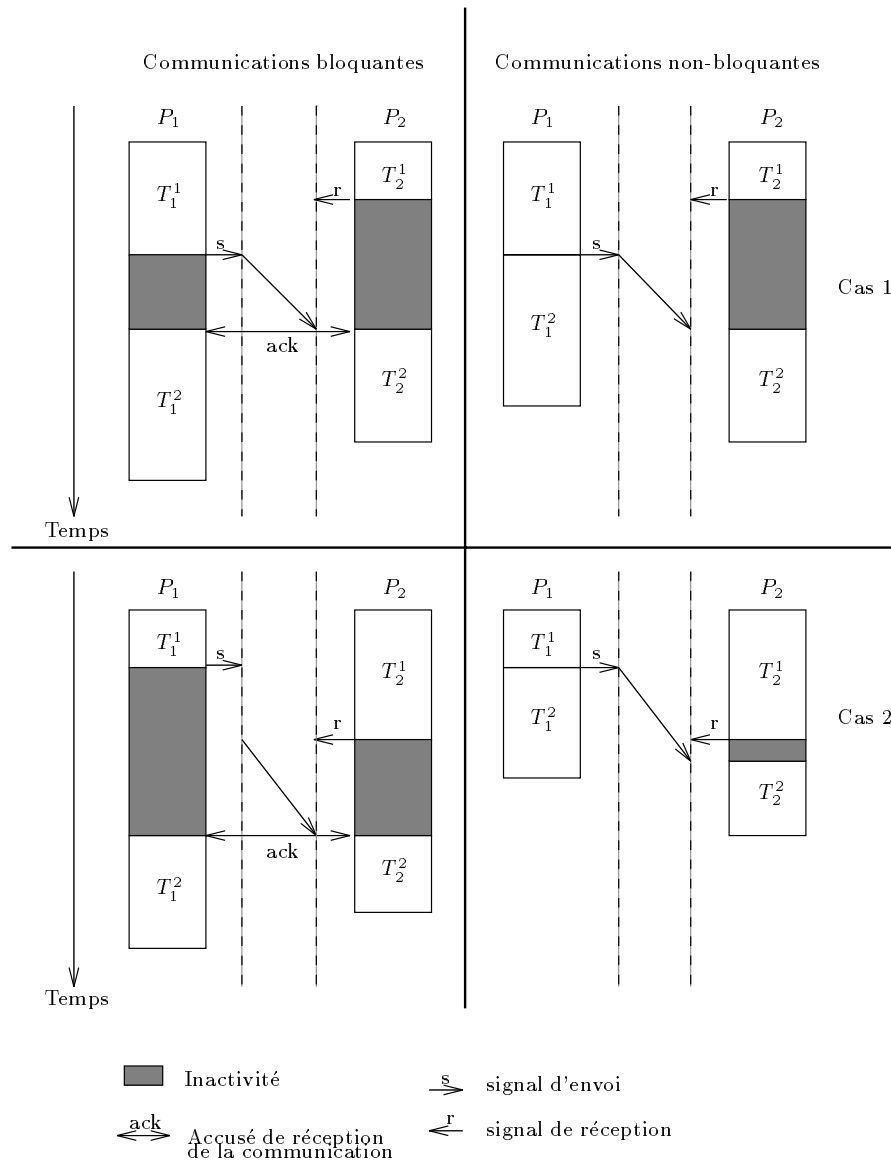 Communications bloquantes
Communications non-bloquantes
P₁ P₂ P₁ P₂
T₁¹ T₂¹ T₁¹ T₂¹
r r
s s
Cas 1
ack
T₁² T₂² T₁² T₂²
Temps
P₁ P₂ P₁ P₂
T₁¹ T₂¹ T₁¹ T₂¹
s s
r r
Cas 2
ack
T₁² T₂² T₁² T₂²
Temps
Inactivité
s signal d'envoi
ack Accusé de réception
de la communication
r signal de réption